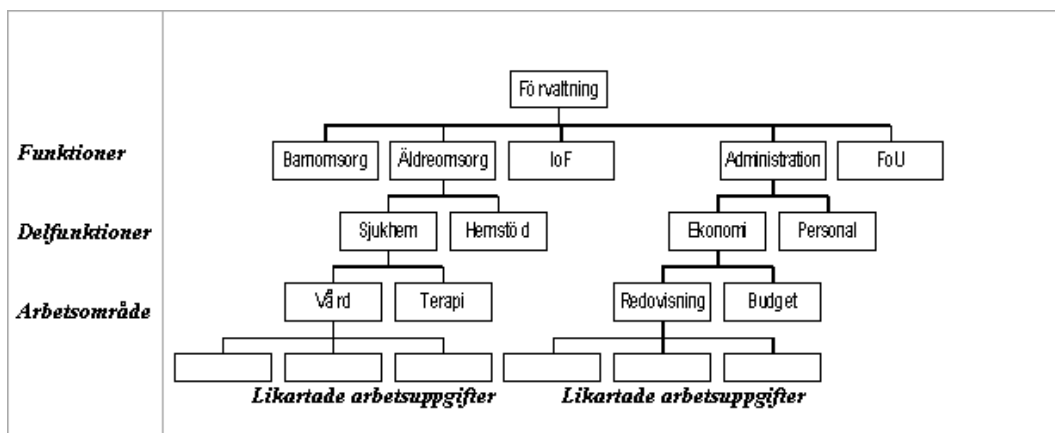 Förvaltning
Funktioner
Barnomsorg Äldreomsorg IoF Administration FoU
Delfunktioner
Sjukhem Hemstöd Ekonomi Personal
Arbetsområde
Vård Terapi Redovisning Budget
Likartade arbetsuppgifter Likartade arbetsuppgifter